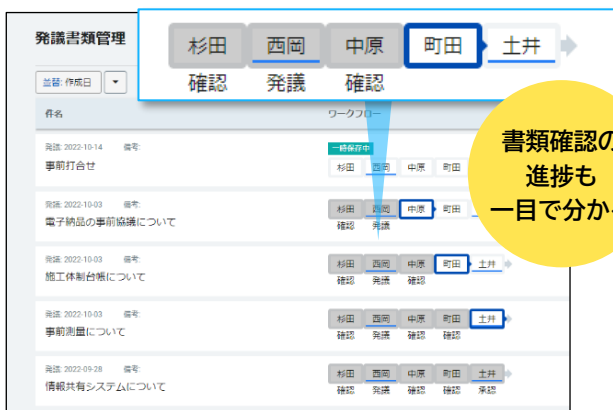 発議書類管理
杉田 西岡 中原 町田 土井
確認 発議 確認
並替: 作成日
件名 ワークフロー
書類確認の
進捗も
一目で分か
発議: 2022-10-14 備考:
事前打合せ
一時保存中
杉田 西岡 中原 町田
発議: 2022-10-03 備考:
電子納品の事前協議について
杉田 西岡 中原 町田
確認 発議
発議: 2022-10-03 備考:
施工体制台帳について
杉田 西岡 中原 町田 土井
確認 発議 確認
発議: 2022-10-03 備考:
事前測量について
杉田 西岡 中原 町田 土井
確認 発議 確認 確認
発議: 2022-09-28 備考:
情報共有システムについて
杉田 西岡 中原 町田 土井
確認 発議 確認 確認 承認